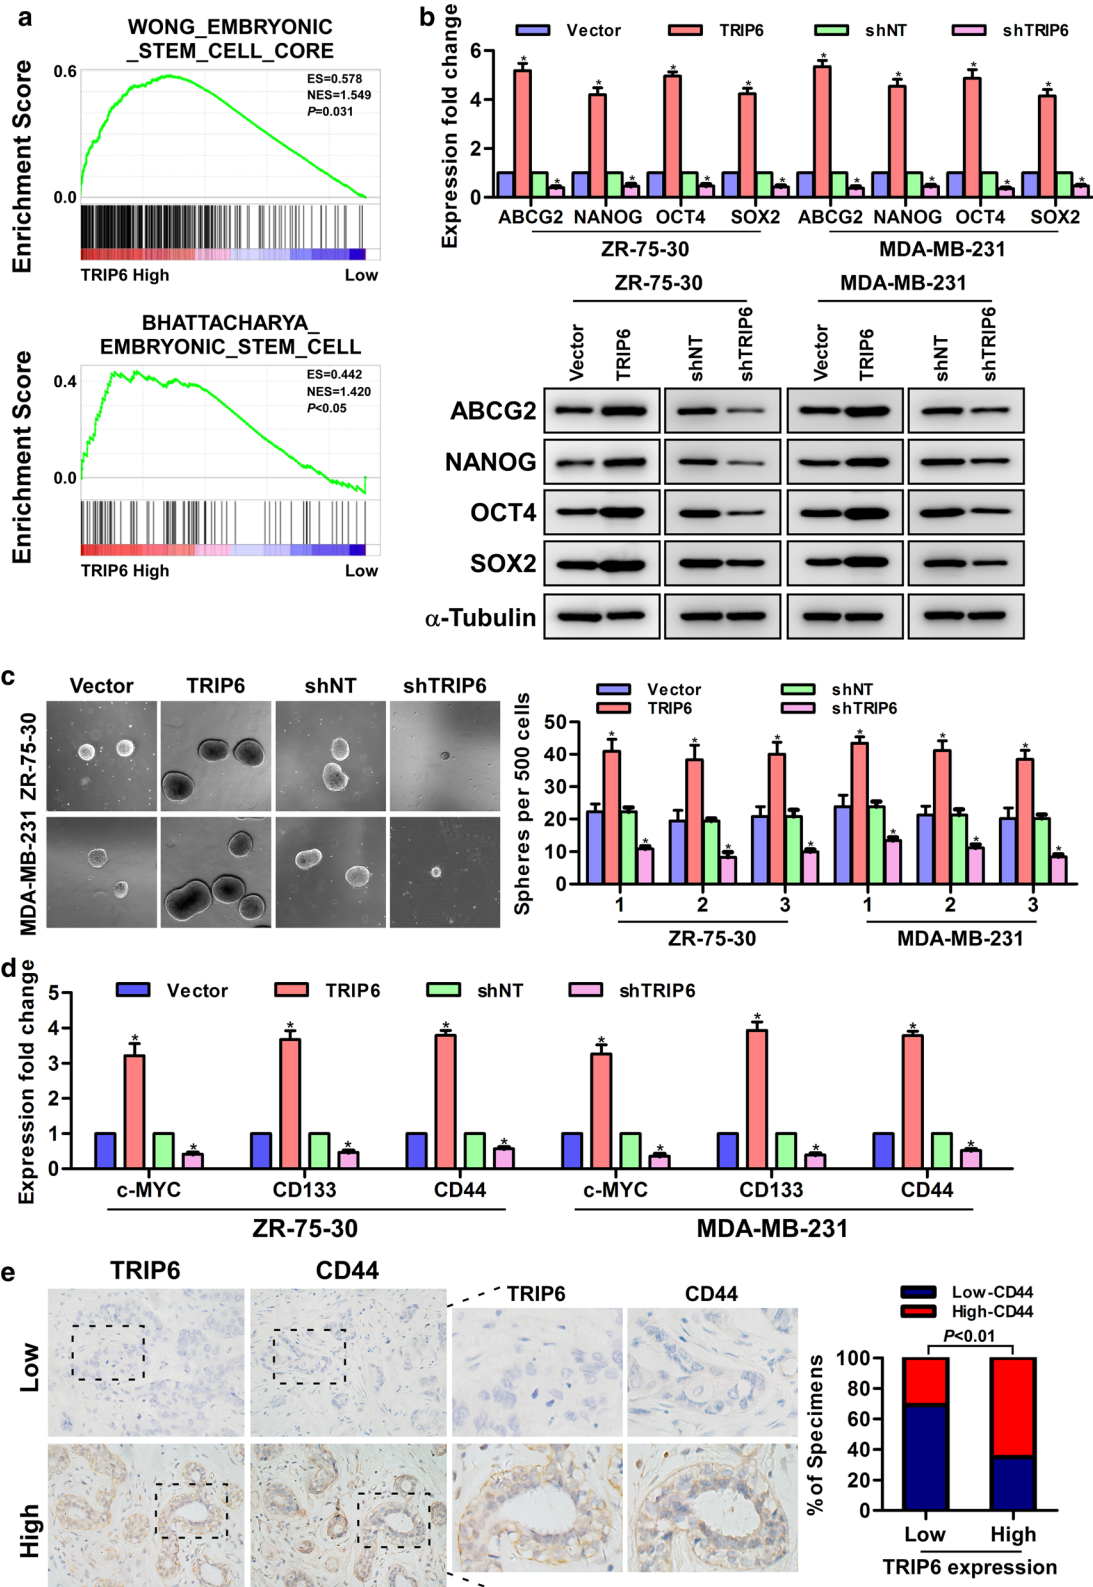 a
WONG_EMBRYONIC
_STEM_CELL_CORE
Enrichment Score
0.6
0.0
ES=0.578
NES=1.549
P=0.031
TRIP6 High
Low
BHATTACHARYA_
EMBRYONIC_STEM_CELL
Enrichment Score
0.4
0.0
ES=0.442
NES=1.420
P<0.05
TRIP6 High
Low
b
Vector
TRIP6
shNT
shTRIP6
Expression fold change
6
4
2
0
* * * * * * * * * * * * * * * *
ABCG2 NANOG OCT4 SOX2 ABCG2 NANOG OCT4 SOX2
ZR-75-30 MDA-MB-231
ZR-75-30 MDA-MB-231
Vector TRIP6 shNT shTRIP6 Vector TRIP6 shNT shTRIP6
ABCG2
NANOG
OCT4
SOX2
α-Tubulin
c
Vector TRIP6 shNT shTRIP6
ZR-75-30
MDA-MB-231
Vector
TRIP6
shNT
shTRIP6
Spheres per 500 cells
50
40
30
20
10
0
* * * * * * * * * * * *
1 2 3 1 2 3
ZR-75-30 MDA-MB-231
d
Vector
TRIP6
shNT
shTRIP6
Expression fold change
5
4
3
2
1
0
* * * * * * * * * * * *
c-MYC CD133 CD44 c-MYC CD133 CD44
ZR-75-30 MDA-MB-231
e
TRIP6 CD44
TRIP6 CD44
Low
High
Low-CD44
High-CD44
P<0.01
% of Specimens
100
80
60
40
20
0
Low High
TRIP6 expression